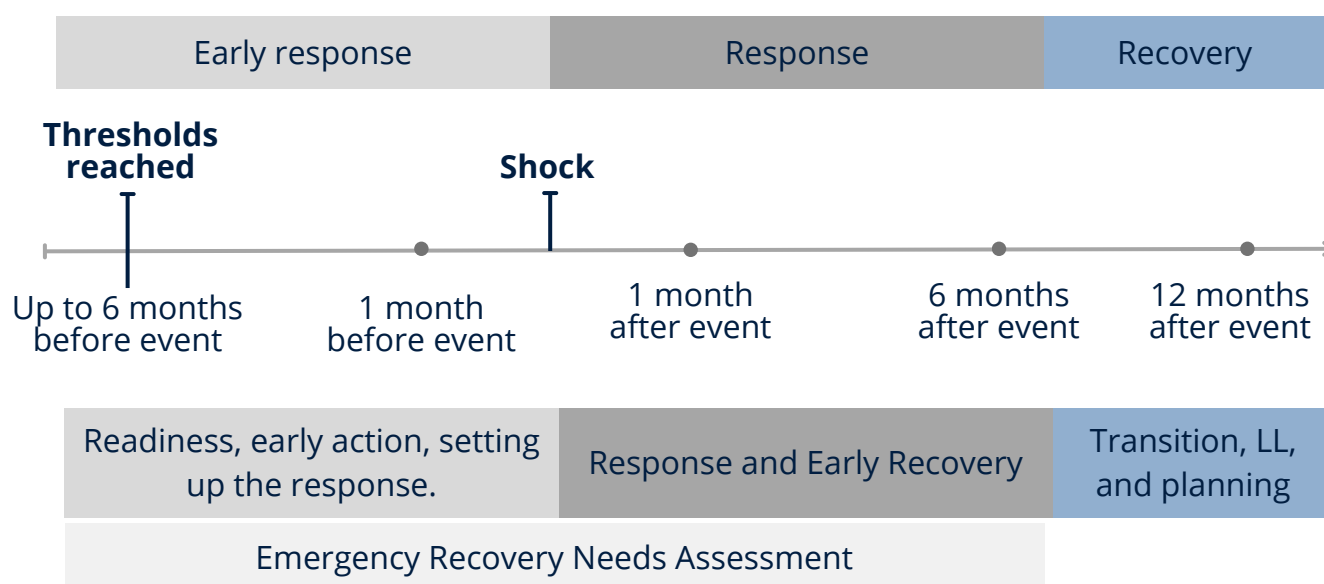 Early response
Response
Recovery
Thresholds
reached
Shock
Up to 6 months
before event
1 month
before event
1 month
after event
6 months
after event
12 months
after event
Readiness, early action, setting
up the response.
Response and Early Recovery
Transition, LL,
and planning
Emergency Recovery Needs Assessment